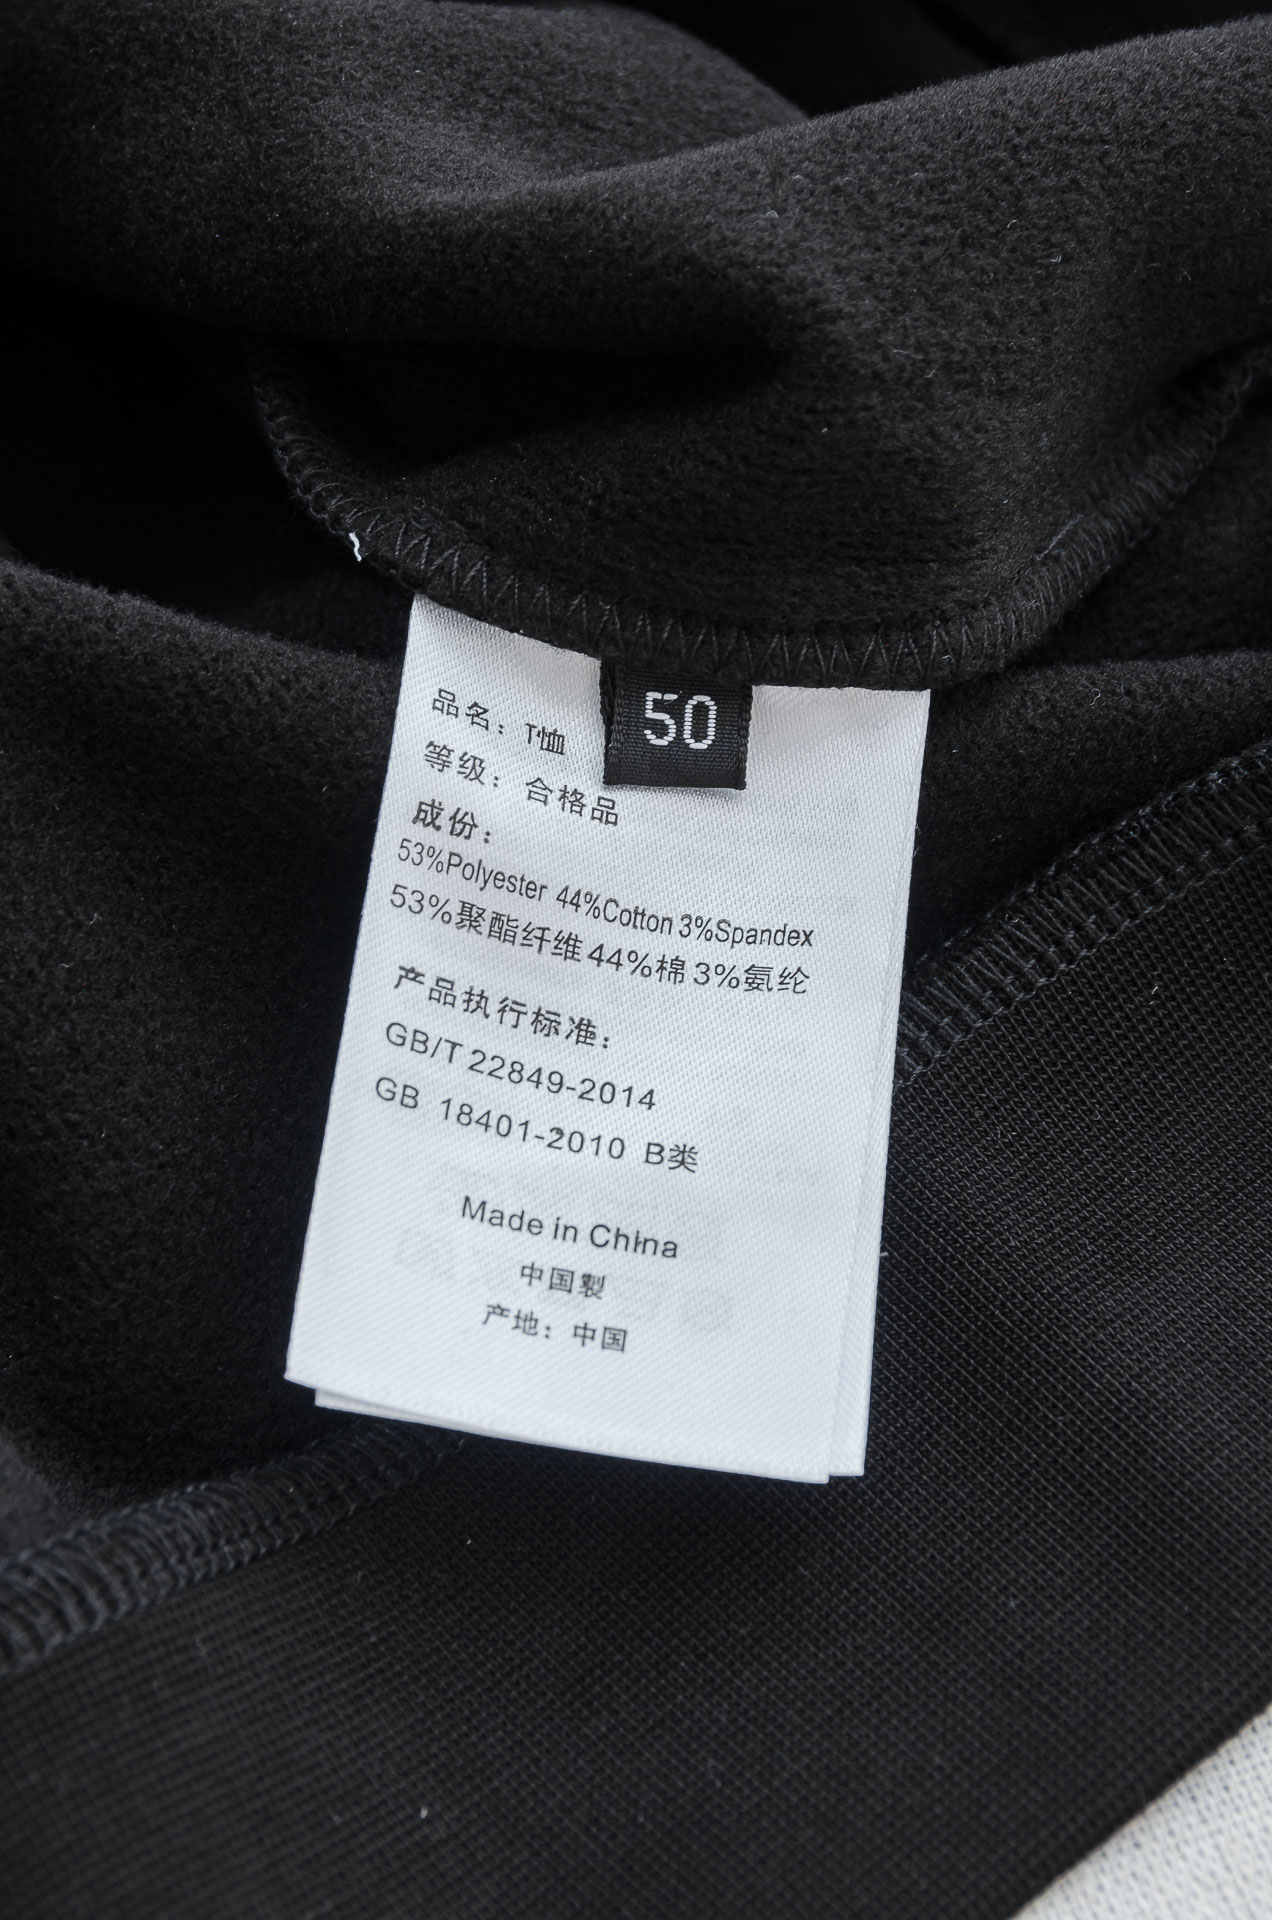 50
品名：T恤
等级：合格品
成份：
53%Polyester 44%Cotton 3%Spandex
53%聚酯纤维 44%棉 3%氨纶
产品执行标准：
GB/T 22849-2014
GB 18401-2010 B类
Made in China
中国製
产地：中国